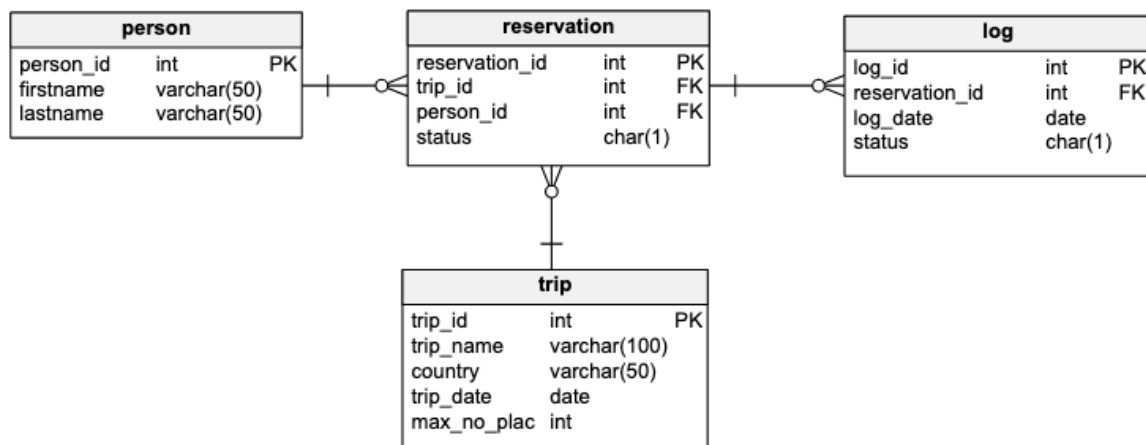 person
person_id int PK
firstname varchar(50)
lastname varchar(50)
reservation
reservation_id int PK
trip_id int FK
person_id int FK
status char(1)
log
log_id int PK
reservation_id int FK
log_date date
status char(1)
trip
trip_id int PK
trip_name varchar(100)
country varchar(50)
trip_date date
max_no_plac int